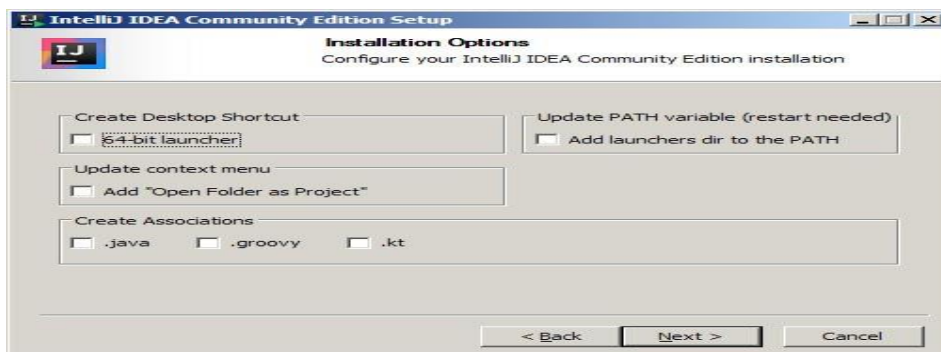 IntelliJ IDEA Community Edition Setup
IJ
Installation Options
Configure your IntelliJ IDEA Community Edition installation
Create Desktop Shortcut
64-bit launcher
Update PATH variable (restart needed)
Add launchers dir to the PATH
Update context menu
Add "Open Folder as Project"
Create Associations
.java .groovy .kt
< Back Next > Cancel